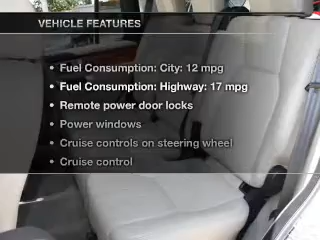 VEHICLE FEATURES
• Fuel Consumption: City: 12 mpg
• Fuel Consumption: Highway: 17 mpg
• Remote power door locks
• Power windows
• Cruise controls on steering wheel
• Cruise control